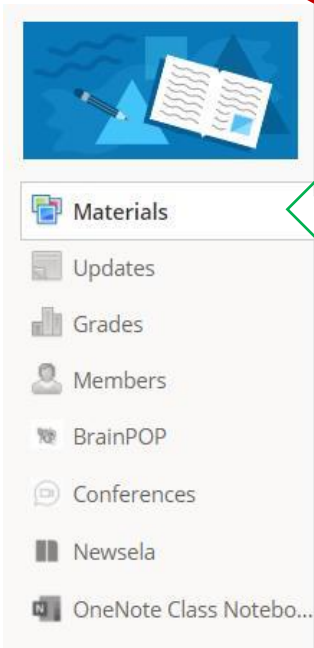 Materials
Updates
Grades
Members
BrainPOP
Conferences
Newsela
OneNote Class Notebo...